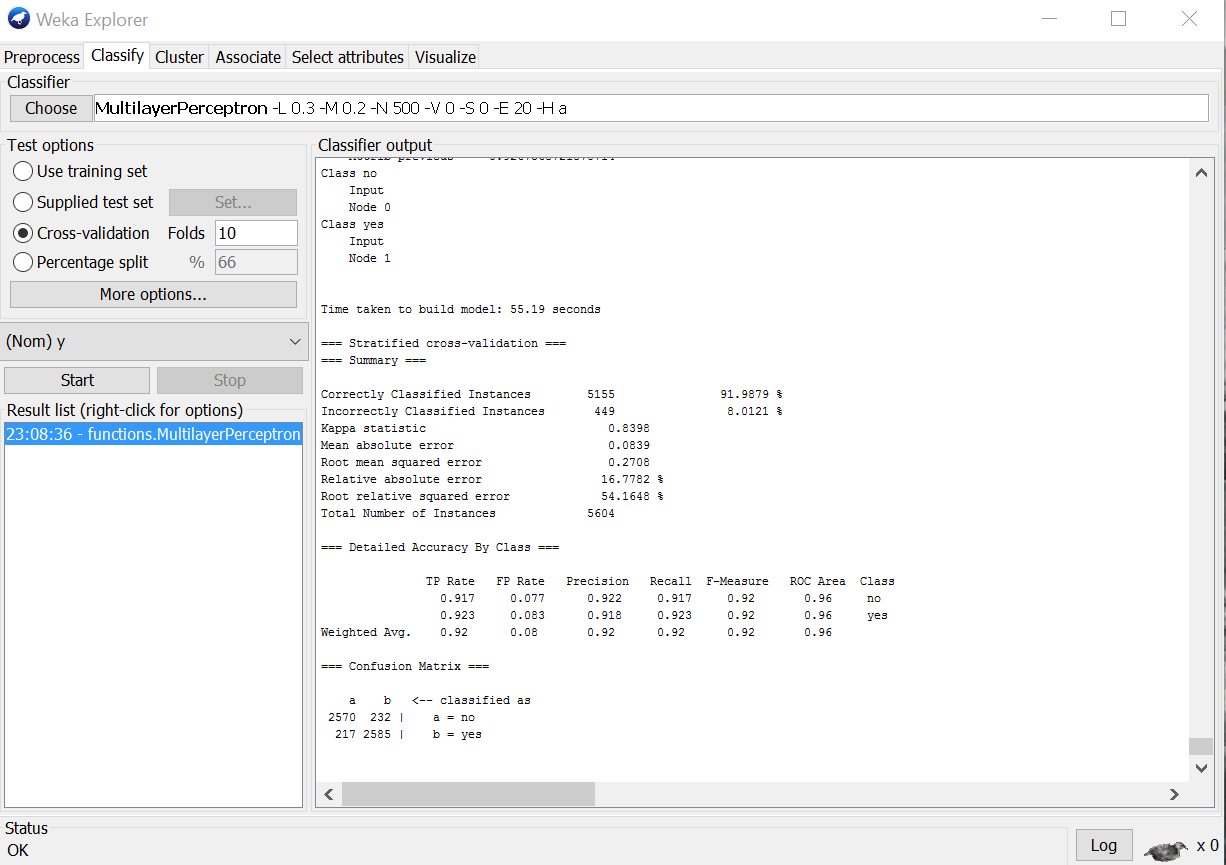 Weka Explorer
Preprocess Classify Cluster Associate Select attributes Visualize
Classifier
Choose MultilayerPerceptron -L 0.3 -M 0.2 -N 500 -V 0 -S 0 -E 20 -H a
Test options
Use training set
Supplied test set Set...
Cross-validation Folds 10
Percentage split % 66
More options...
(Nom) y
Start Stop
Result list (right-click for options)
23:08:36 - functions.MultilayerPerceptron
Classifier output
Class no
Input
Node 0
Class yes
Input
Node 1
Time taken to build model: 55.19 seconds
=== Stratified cross-validation ===
=== Summary ===
Correctly Classified Instances 5155 91.9879 %
Incorrectly Classified Instances 449 8.0121 %
Kappa statistic 0.8398
Mean absolute error 0.0839
Root mean squared error 0.2708
Relative absolute error 16.7782 %
Root relative squared error 54.1648 %
Total Number of Instances 5604
=== Detailed Accuracy By Class ===
TP Rate FP Rate Precision Recall F-Measure ROC Area Class
0.917 0.077 0.922 0.917 0.92 0.96 no
0.923 0.083 0.918 0.923 0.92 0.96 yes
Weighted Avg. 0.92 0.08 0.92 0.92 0.92 0.96
=== Confusion Matrix ===
a b <-- classified as
2570 232 | a = no
217 2585 | b = yes
Status
OK
Log x 0